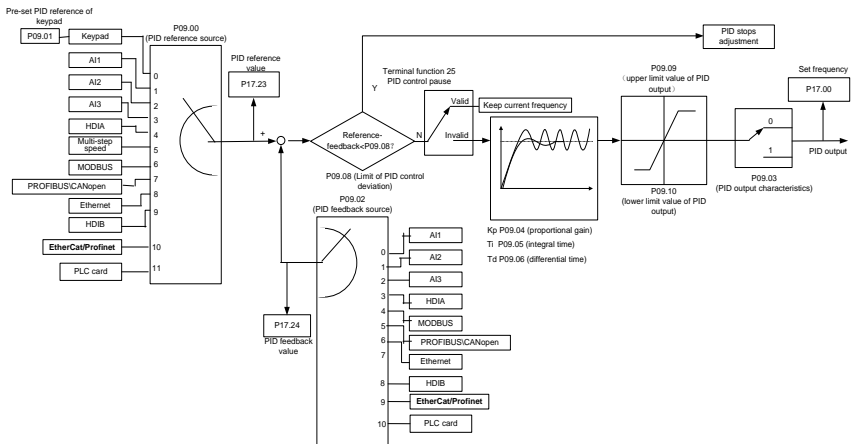 Pre-set PID reference of
keypad
P09.01
Keypad
AI1
AI2
AI3
HDIA
Multi-step
speed
MODBUS
PROFIBUS\CANopen
Ethernet
HDIB
EtherCat/Profinet
PLC card
P09.00
(PID reference source)
0
1
2
3
4
5
6
7
8
9
10
11
PID reference
value
P17.23
+
-
Y
Reference-
feedback<P09.08?
N
P09.08 (Limit of PID control
deviation)
P09.02
(PID feedback source)
P17.24
PID feedback
value
0
1
2
3
4
5
6
7
8
9
10
AI1
AI2
AI3
HDIA
MODBUS
PROFIBUS\CANopen
Ethernet
HDIB
EtherCat/Profinet
PLC card
Terminal function 25
PID control pause
Valid
Invalid
Keep current frequency
PID stops
adjustment
Kp P09.04 (proportional gain)
Ti P09.05 (integral time)
Td P09.06 (differential time)
P09.09
(upper limit value of PID
output)
P09.10
(lower limit value of PID
output)
0
1
P09.03
(PID output characteristics)
Set frequency
P17.00
PID output